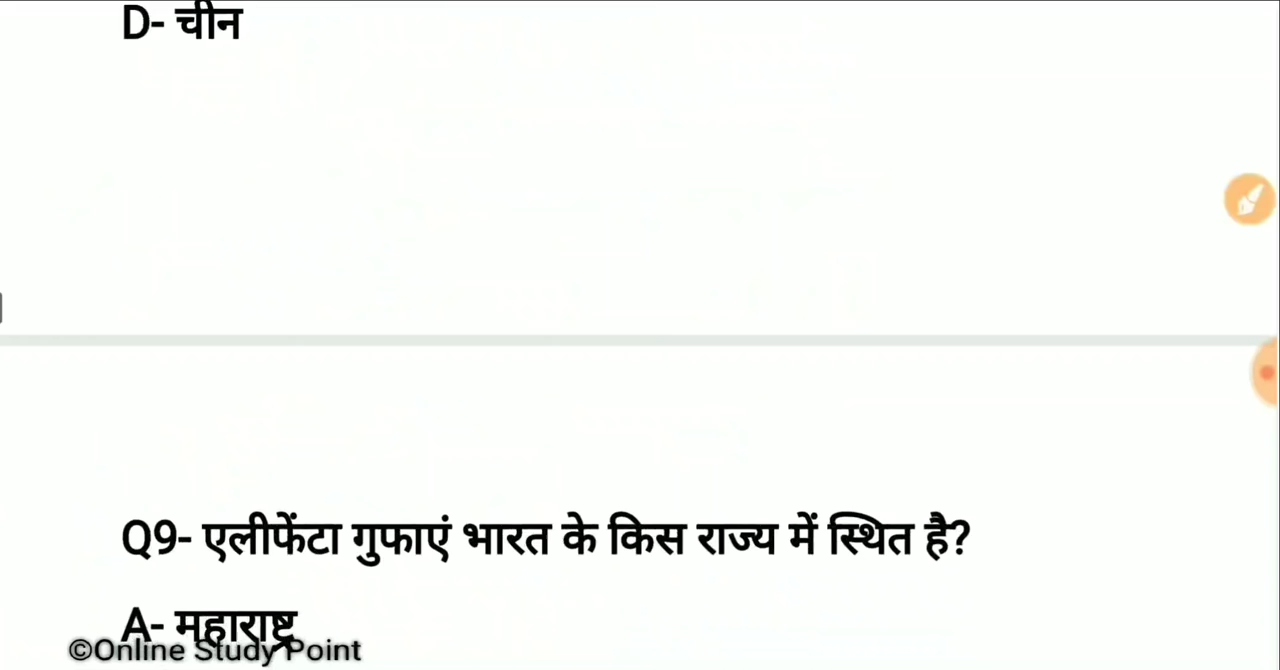 D- चीन
Q9- एलीफेंटा गुफाएं भारत के किस राज्य में स्थित है?
A- महाराष्ट्र
©Online Study Point